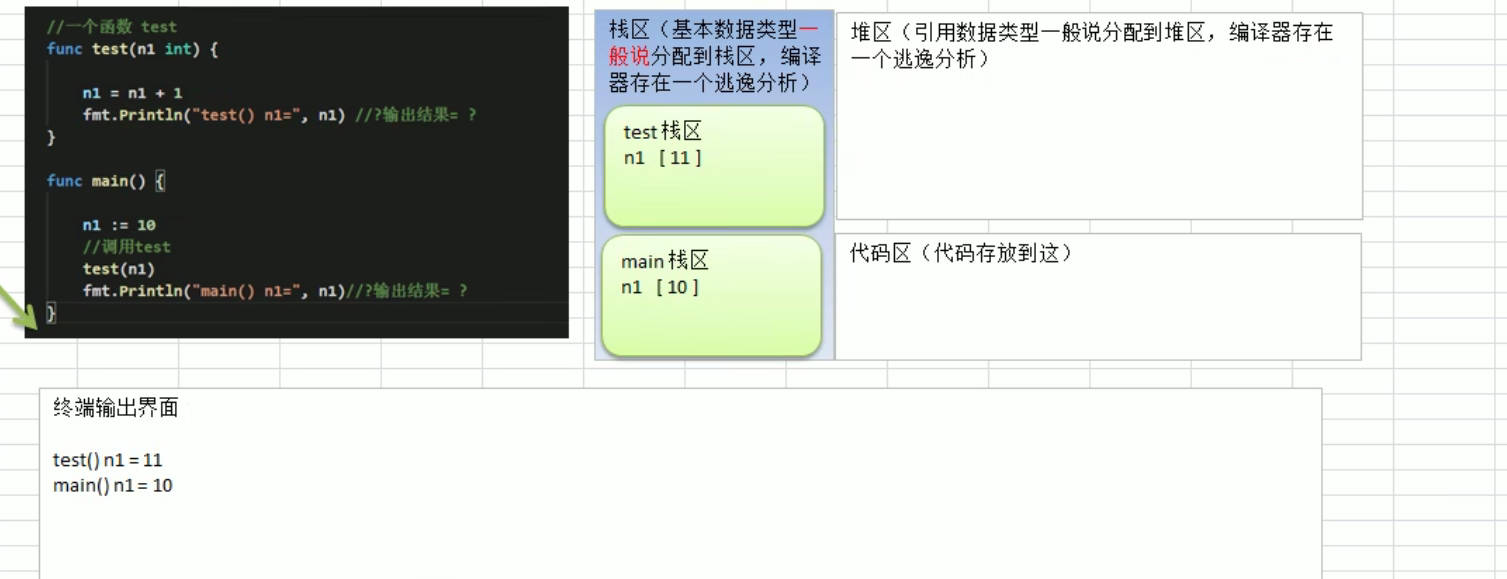 //一个函数 test
func test(n1 int) {
n1 = n1 + 1
fmt.Println("test() n1=", n1) //?输出结果= ?
}
func main() {
n1 := 10
//调用test
test(n1)
fmt.Println("main() n1=", n1)//?输出结果= ?
}
栈区（基本数据类型一
般说分配到栈区，编译
器存在一个逃逸分析）
test 栈区
n1 [ 11 ]
main 栈区
n1 [ 10 ]
堆区（引用数据类型一般说分配到堆区，编译器存在
一个逃逸分析）
代码区（代码存放到这）
终端输出界面
test() n1 = 11
main() n1 = 10